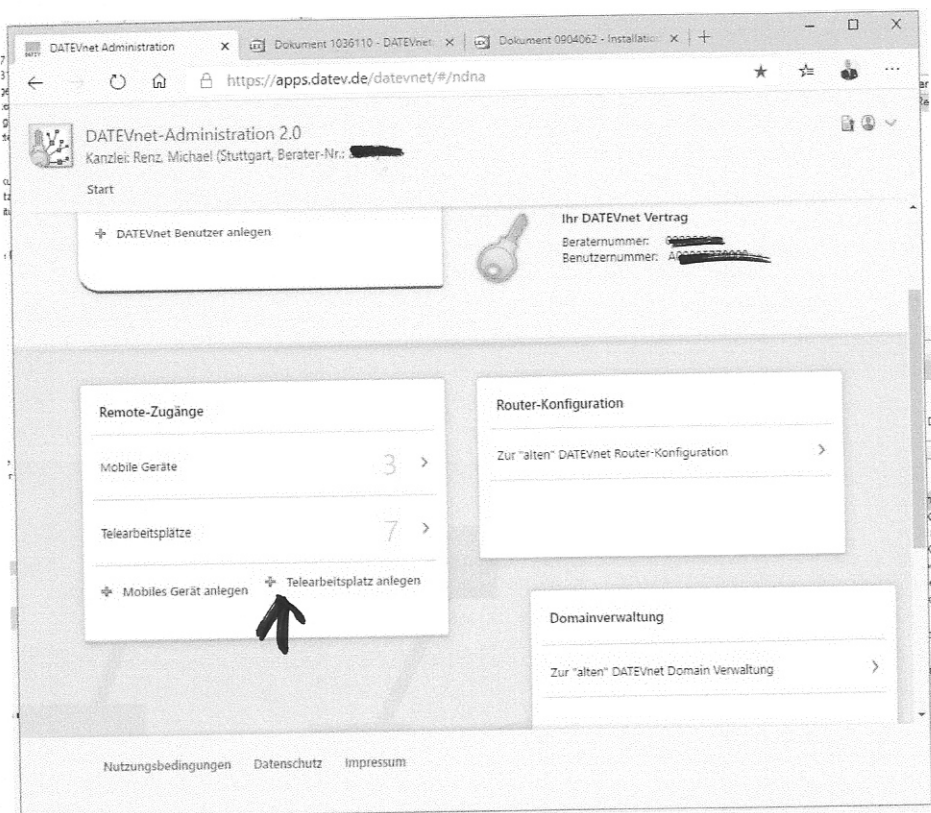 DATEVnet Administration
Dokument 1036110 - DATEVnet:
Dokument 0904062 - Installation
https://apps.datev.de/datevnet/#/ndna
DATEVnet-Administration 2.0
Kanzlei: Renz, Michael (Stuttgart, Berater-Nr.:
Start
DATEVnet Benutzer anlegen
Ihr DATEVnet Vertrag
Beraternummer:
Benutzernummer:
Remote-Zugänge
Mobile Geräte 3
Telearbeitsplätze 7
Mobiles Gerät anlegen
Telearbeitsplatz anlegen
Router-Konfiguration
Zur "alten" DATEVnet Router-Konfiguration
Domainverwaltung
Zur "alten" DATEVnet Domain Verwaltung
Nutzungsbedingungen Datenschutz Impressum